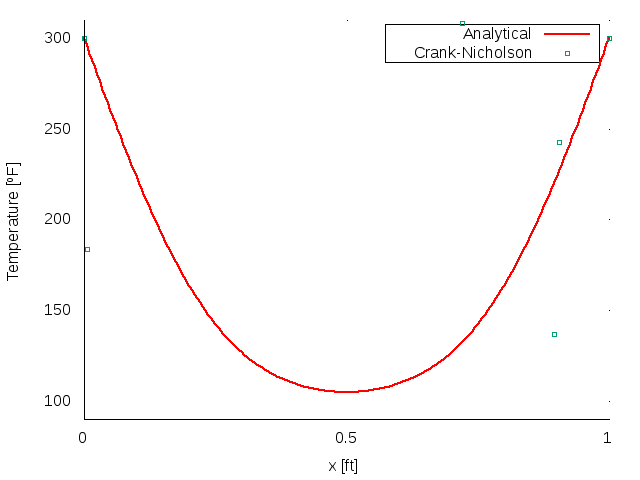 300
250
200
150
100
Temperature [ºF]
Analytical
Crank-Nicholson
0
0.5
1
x [ft]